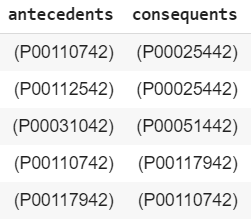 antecedents consequents
(P00110742) (P00025442)
(P00112542) (P00025442)
(P00031042) (P00051442)
(P00110742) (P00117942)
(P00117942) (P00110742)